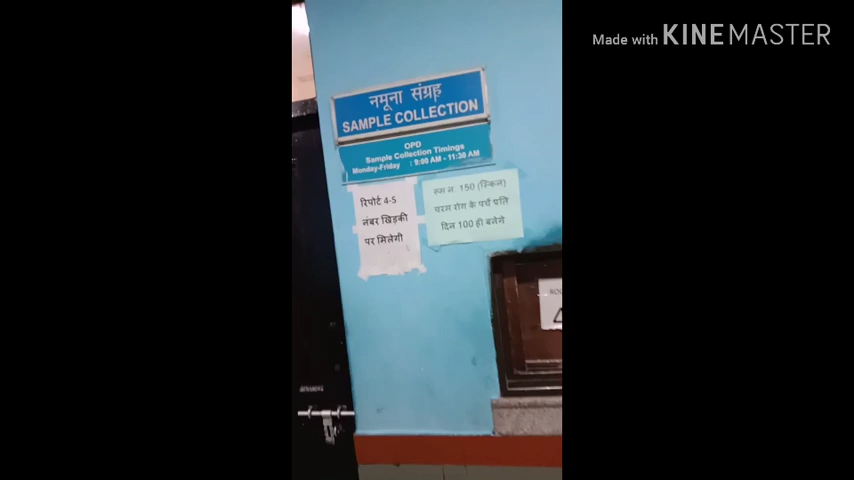 Made with KINEMASTER
नमूना संग्रह
SAMPLE COLLECTION
OPD
Sample Collection Timings
Monday-Friday : 9:00 AM - 11:30 AM
रिपोर्ट 4-5
नंबर खिड़की
पर मिलेगी
रूम न. 150 (स्किन)
चरम रोग के पर्चे प्रति
दिन 100 ही बनेगे